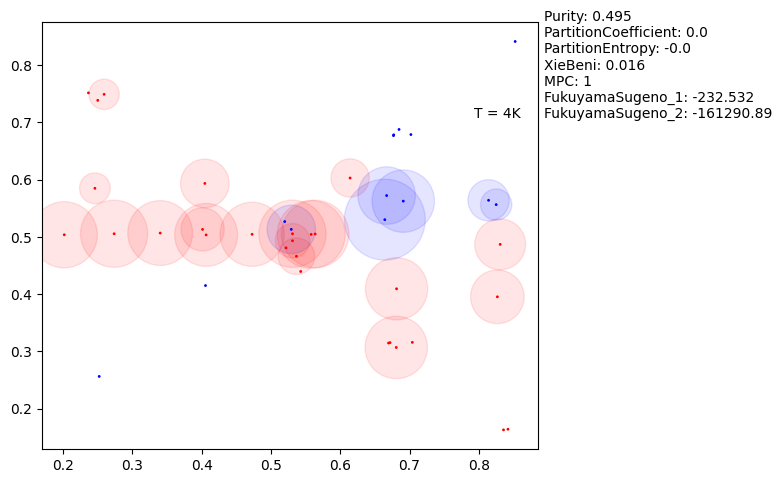 Purity: 0.495
PartitionCoefficient: 0.0
PartitionEntropy: -0.0
XieBeni: 0.016
MPC: 1
FukuyamaSugeno_1: -232.532
FukuyamaSugeno_2: -161290.89
T = 4K
0.8
0.7
0.6
0.5
0.4
0.3
0.2
0.2 0.3 0.4 0.5 0.6 0.7 0.8